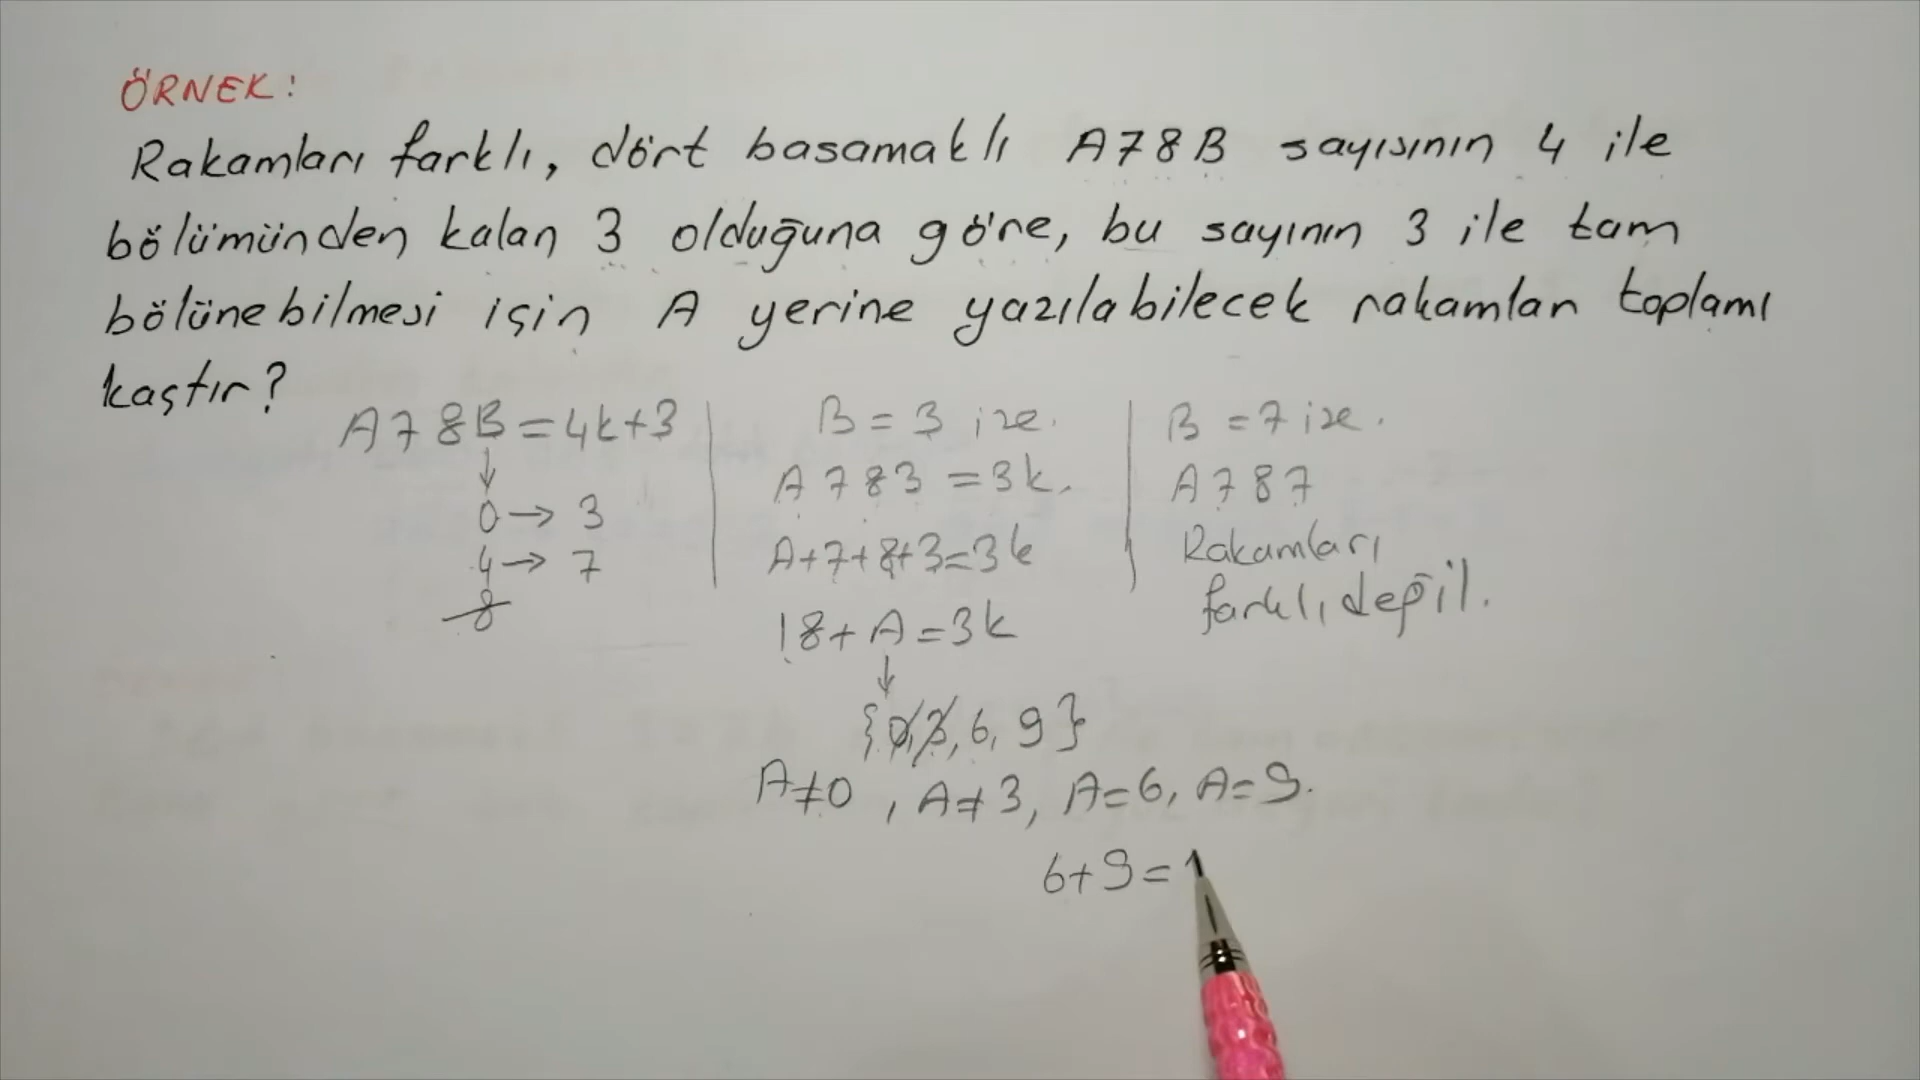 ÖRNEK:
Rakamları farklı, dört basamaklı A78B sayısının 4 ile
bölümünden kalan 3 olduğuna göre, bu sayının 3 ile tam
bölünebilmesi için A yerine yazılabilecek rakamlar toplamı
kaçtır?
A78B=4k+3
↓
0→3
4→7
8
B=3 ise.
A783=3k.
A+7+8+3=3k
18+A=3k
↓
{0,3,6,9}
A≠0, A≠3, A=6, A=9.
6+9=1
B=7 ise.
A787
Rakamları
farklı değil.